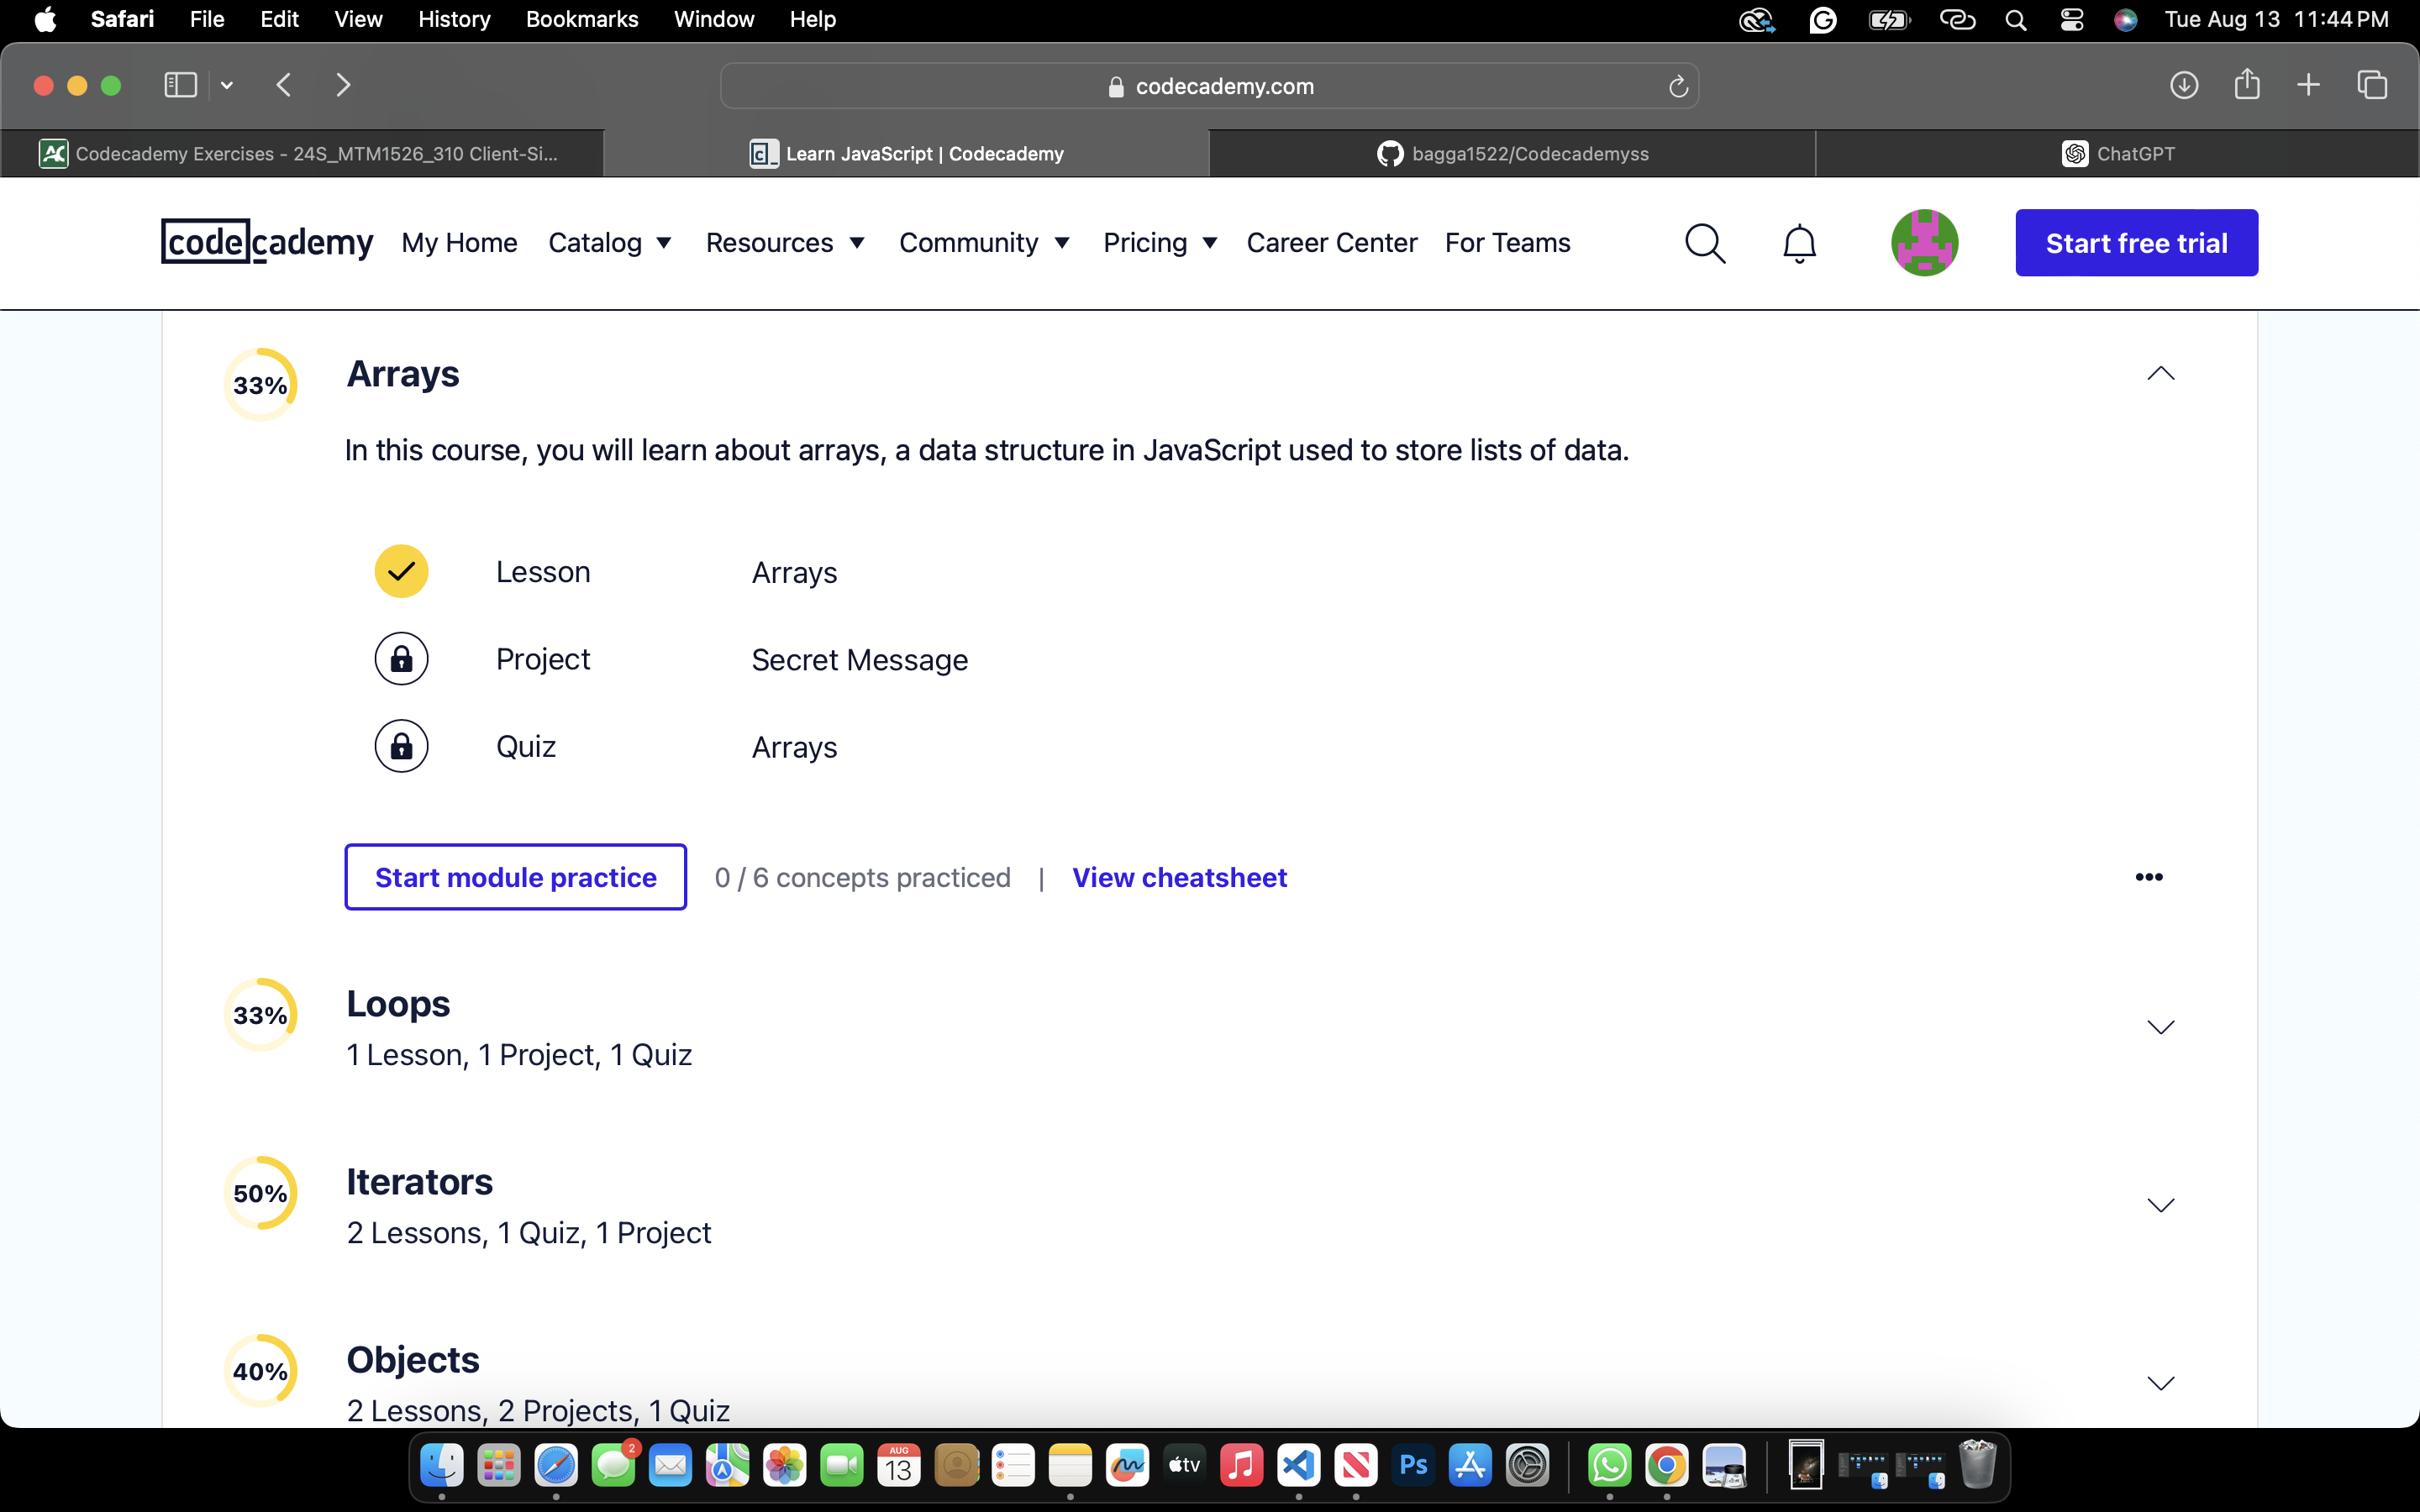 Safari File Edit View History Bookmarks Window Help Tue Aug 13 11:44 PM
codecademy.com
Codecademy Exercises - 24S_MTM1526_310 Client-Si...
Learn JavaScript | Codecademy
bagga1522/Codecademyss
ChatGPT
codecademy My Home Catalog Resources Community Pricing Career Center For Teams Start free trial
33% Arrays
In this course, you will learn about arrays, a data structure in JavaScript used to store lists of data.
Lesson Arrays
Project Secret Message
Quiz Arrays
Start module practice 0 / 6 concepts practiced | View cheatsheet
33% Loops
1 Lesson, 1 Project, 1 Quiz
50% Iterators
2 Lessons, 1 Quiz, 1 Project
40% Objects
2 Lessons, 2 Projects, 1 Quiz
2 AUG 13 tv Ps